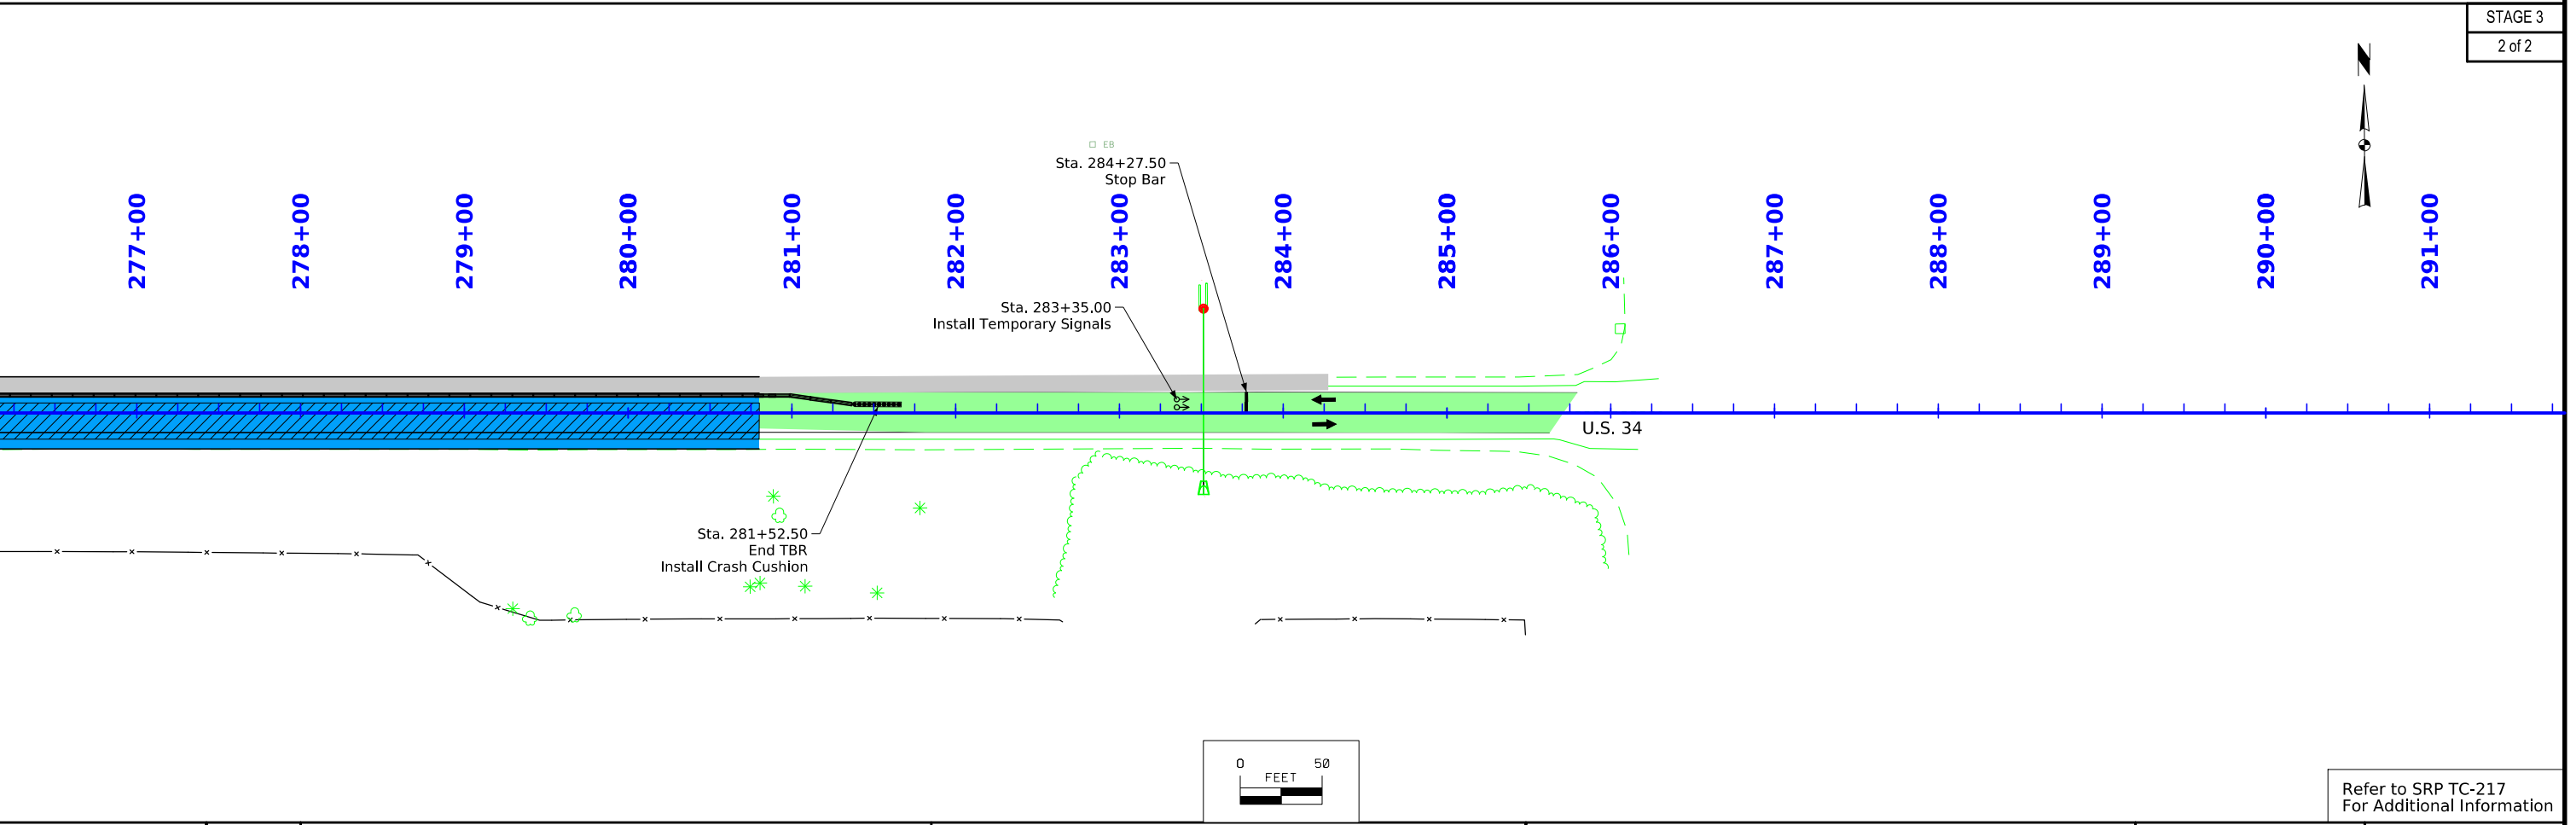 STAGE 3
2 of 2
N
EB
Sta. 284+27.50
Stop Bar
277+00
278+00
279+00
280+00
281+00
282+00
283+00
284+00
285+00
286+00
287+00
288+00
289+00
290+00
291+00
Sta. 283+35.00
Install Temporary Signals
U.S. 34
Sta. 281+52.50
End TBR
Install Crash Cushion
0 50
FEET
Refer to SRP TC-217
For Additional Information